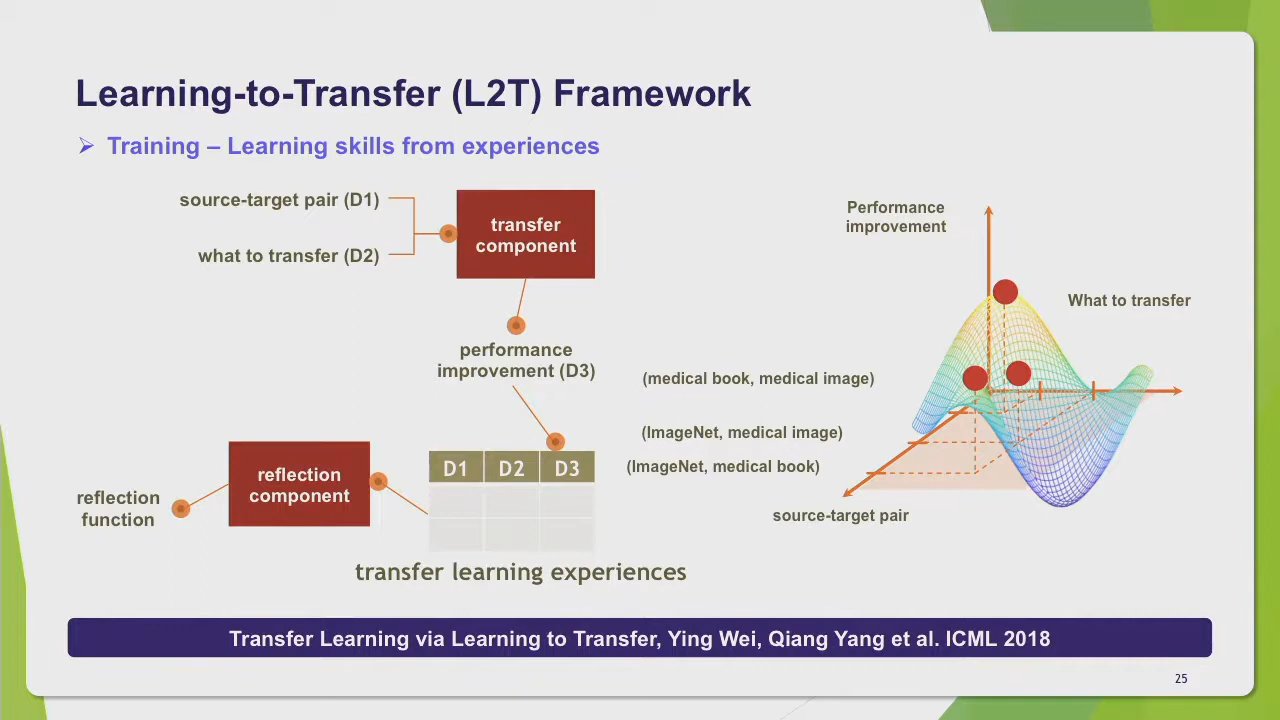 Learning-to-Transfer (L2T) Framework
Training – Learning skills from experiences
source-target pair (D1)
what to transfer (D2)
transfer
component
performance
improvement (D3)
D1 D2 D3
reflection
component
reflection
function
transfer learning experiences
Performance
improvement
What to transfer
(medical book, medical image)
(ImageNet, medical image)
(ImageNet, medical book)
source-target pair
Transfer Learning via Learning to Transfer, Ying Wei, Qiang Yang et al. ICML 2018
25